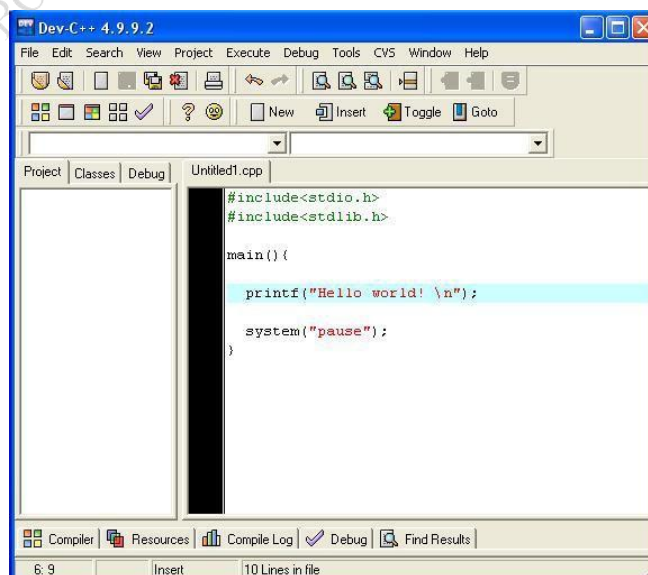 Dev-C++ 4.9.9.2
File Edit Search View Project Execute Debug Tools CVS Window Help
New Insert Toggle Goto
Project Classes Debug Untitled1.cpp
#include<stdio.h>
#include<stdlib.h>
main(){
printf("Hello world! \n");
system("pause");
}
Compiler Resources Compile Log Debug Find Results
6: 9 Insert 10 Lines in file